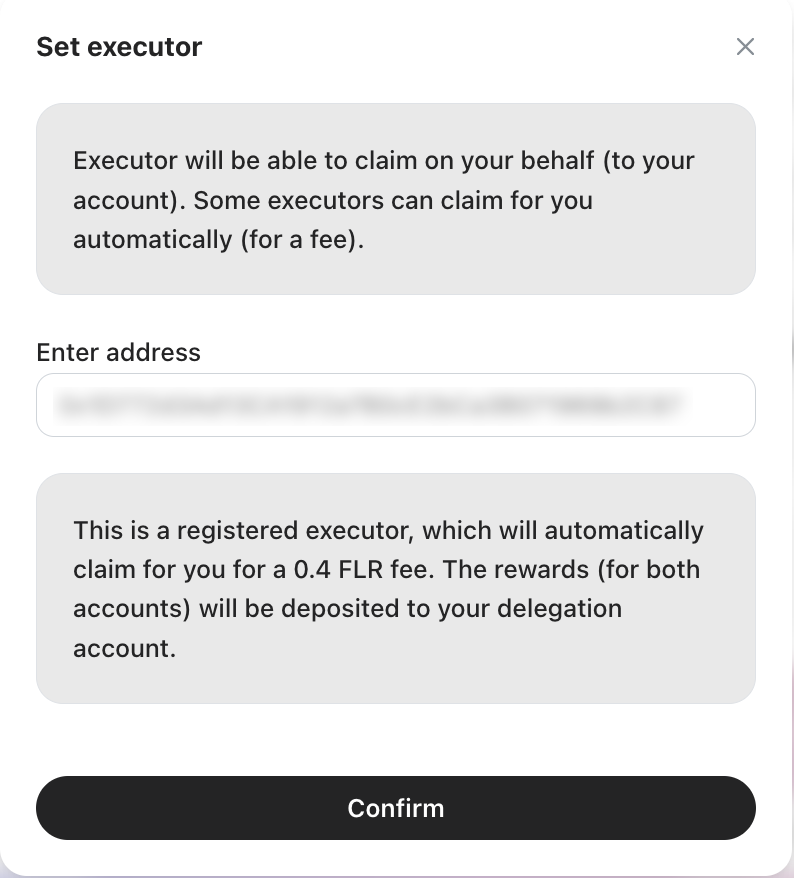 Set executor
Executor will be able to claim on your behalf (to your
account). Some executors can claim for you
automatically (for a fee).
Enter address
This is a registered executor, which will automatically
claim for you for a 0.4 FLR fee. The rewards (for both
accounts) will be deposited to your delegation
account.
Confirm